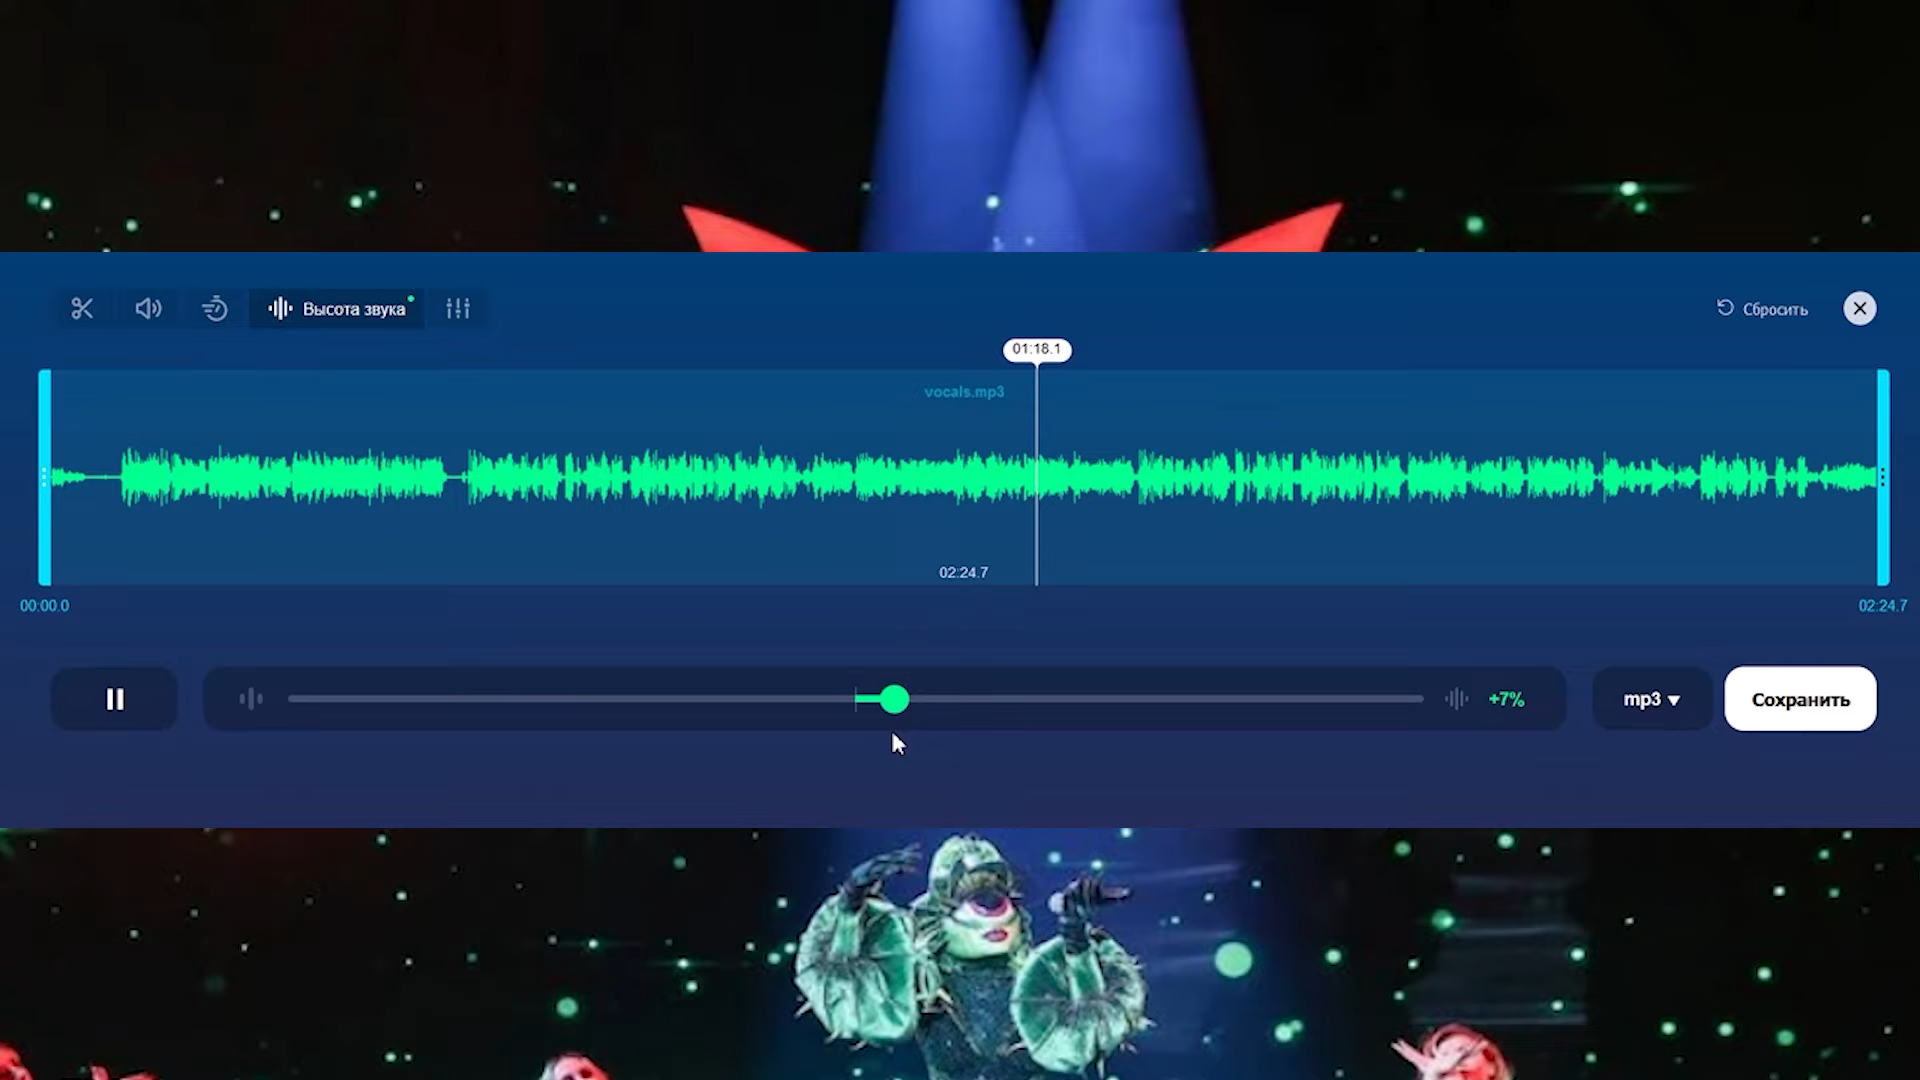 Высота звука
Сбросить
01:18.1
vocals.mp3
02:24.7
00:00.0
02:24.7
+7%
mp3
Сохранить